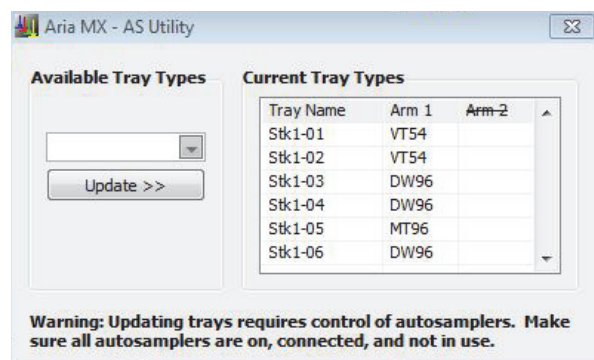 Aria MX - AS Utility
Available Tray Types
Current Tray Types
Tray Name Arm 1 Arm 2
Stk1-01 VT54
Stk1-02 VT54
Stk1-03 DW96
Stk1-04 DW96
Stk1-05 MT96
Stk1-06 DW96
Update >>
Warning: Updating trays requires control of autosamplers. Make
sure all autosamplers are on, connected, and not in use.